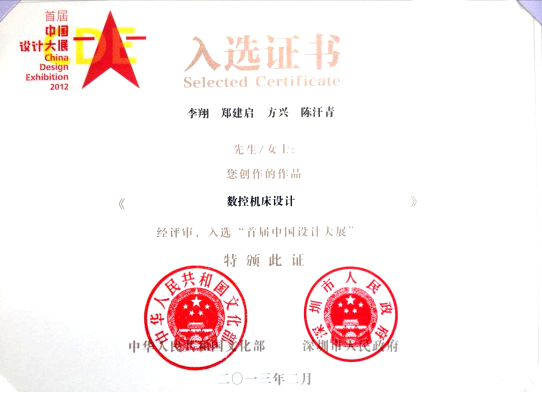 首届
中国
设计大展
China
Design
Exhibition
2012
CDE
入选证书
Selected Certificate
李翔 郑建启 方兴 陈汗青
先生/女士:
您创作的作品
《 数控机床设计 》
经评审,入选“首届中国设计大展”
特颁此证
中华人民共和国文化部
深圳市人民政府
中华人民共和国文化部 深圳市人民政府
二〇一三年二月